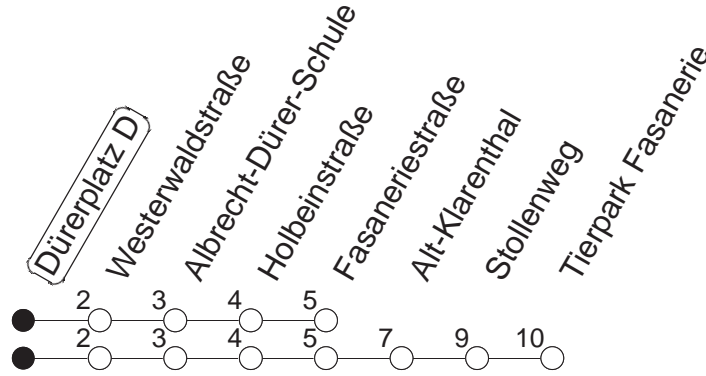 Dürerplatz D
Westerwaldstraße
Albrecht-Dürer-Schule
Holbeinstraße
Fasaneriestraße
Alt-Klarenthal
Stollenweg
Tierpark Fasanerie
2 3 4 5
2 3 4 5 7 9 10